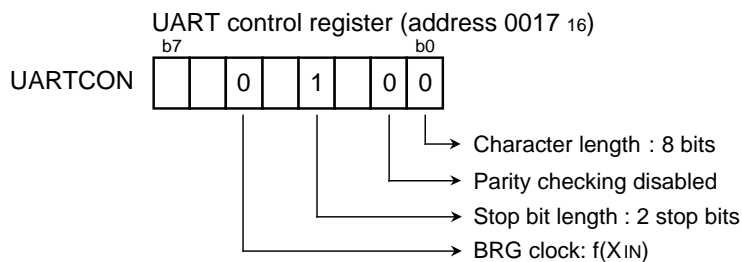 UART control register (address 0017 16)
b7 b0
UARTCON 0 1 0 0
Character length : 8 bits
Parity checking disabled
Stop bit length : 2 stop bits
BRG clock: f(XIN)